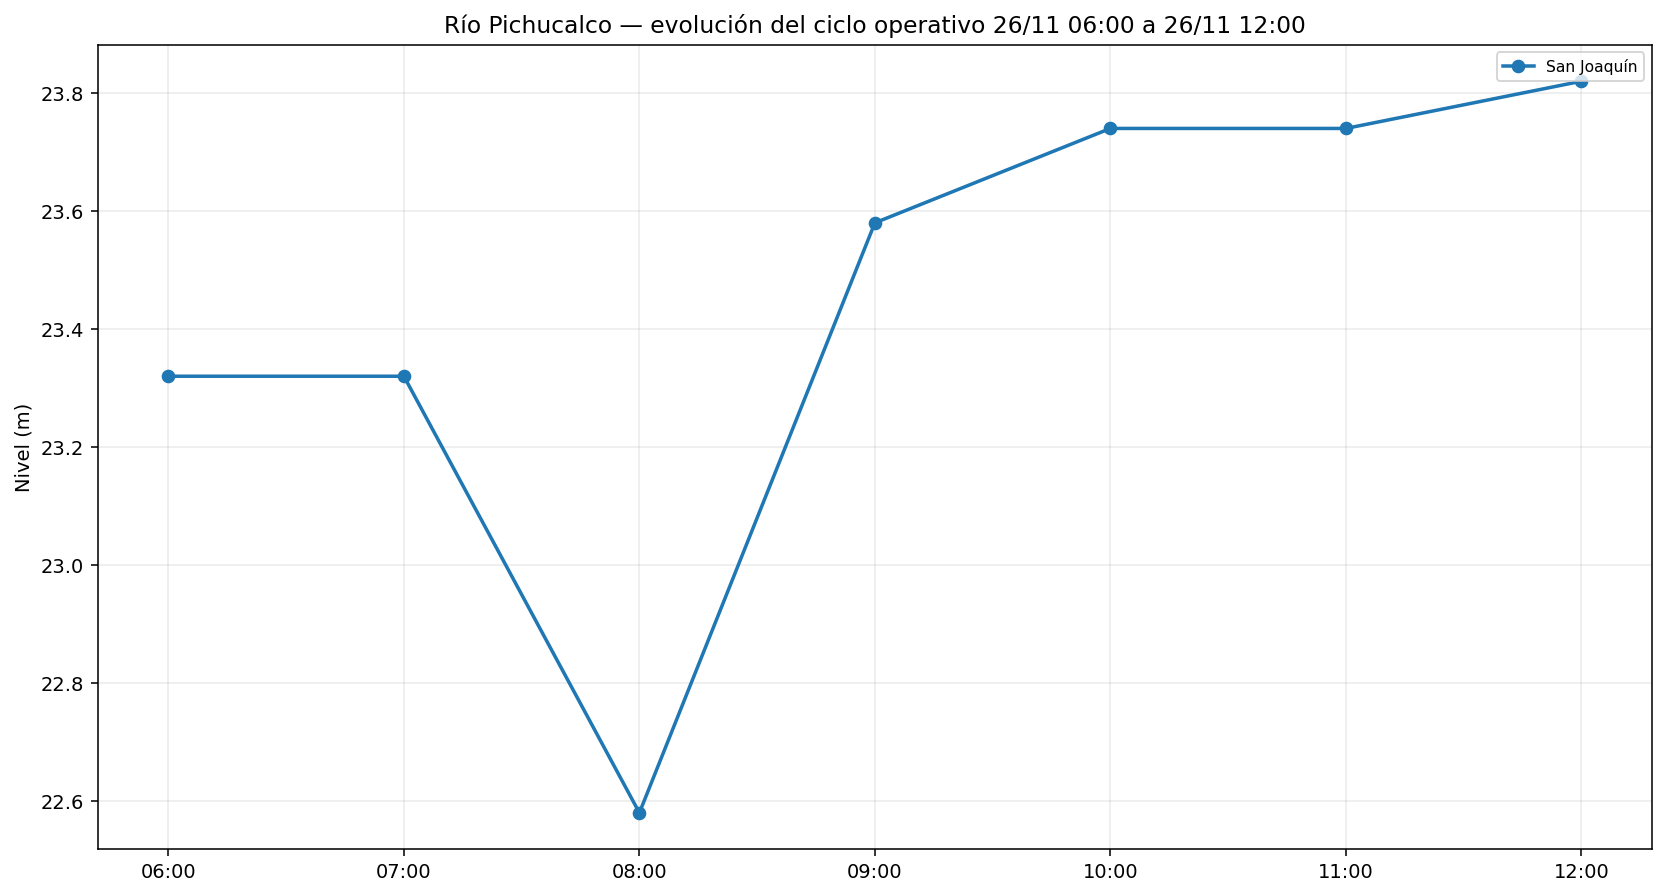 Río Pichucalco — evolución del ciclo operativo 26/11 06:00 a 26/11 12:00
San Joaquín
Nivel (m)
23.8
23.6
23.4
23.2
23.0
22.8
22.6
06:00 07:00 08:00 09:00 10:00 11:00 12:00